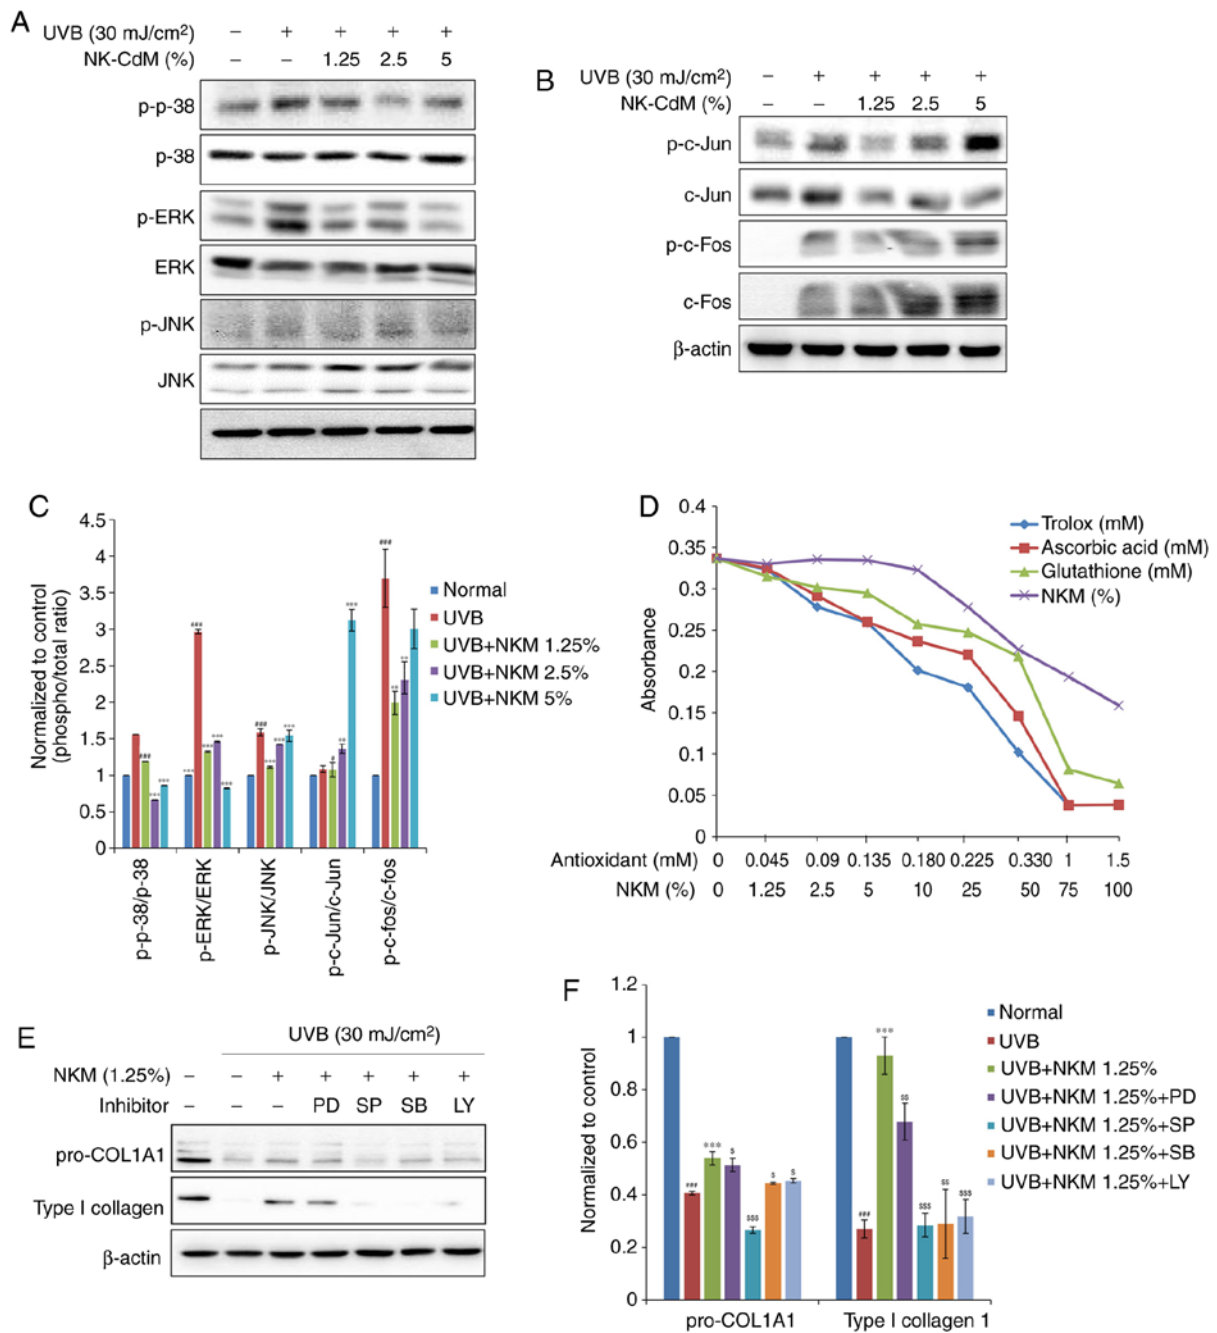 A
UVB (30 mJ/cm²) – + + + +
NK-CdM (%) – – 1.25 2.5 5
p-p-38
p-38
p-ERK
ERK
p-JNK
JNK
B
UVB (30 mJ/cm²) – + + + +
NK-CdM (%) – – 1.25 2.5 5
p-c-Jun
c-Jun
p-c-Fos
c-Fos
β-actin
C
Normalized to control
(phospho/total ratio)
4.5
4
3.5
3
2.5
2
1.5
1
0.5
0
###
***
###
***
***
***
***
###
***
***
***
#
**
***
###
**
**
Normal
UVB
UVB+NKM 1.25%
UVB+NKM 2.5%
UVB+NKM 5%
p-p-38/p-38
p-ERK/ERK
p-JNK/JNK
p-c-Jun/c-Jun
p-c-fos/c-fos
D
Absorbance
0.4
0.35
0.3
0.25
0.2
0.15
0.1
0.05
0
Trolox (mM)
Ascorbic acid (mM)
Glutathione (mM)
NKM (%)
Antioxidant (mM) 0 0.045 0.09 0.135 0.180 0.225 0.330 1 1.5
NKM (%) 0 1.25 2.5 5 10 25 50 75 100
E
UVB (30 mJ/cm²)
NKM (1.25%) – – + + + + +
Inhibitor – – – PD SP SB LY
pro-COL1A1
Type I collagen
β-actin
F
Normalized to control
1.2
1
0.8
0.6
0.4
0.2
0
###
***
$
$$$
$
$
###
***
$$
$$$
$$
$$$
Normal
UVB
UVB+NKM 1.25%
UVB+NKM 1.25%+PD
UVB+NKM 1.25%+SP
UVB+NKM 1.25%+SB
UVB+NKM 1.25%+LY
pro-COL1A1
Type I collagen 1